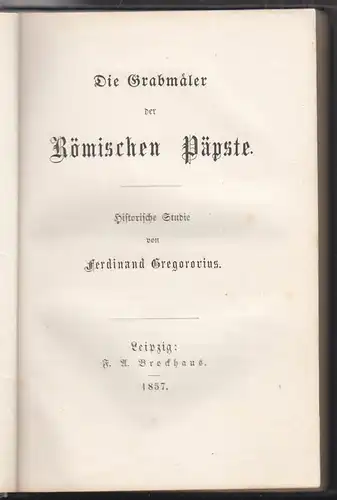 Die Grabmäler
der
Römischen Päpste.
Historische Studie
von
Ferdinand Gregorovius.
Leipzig:
F. A. Brockhaus.
1857.